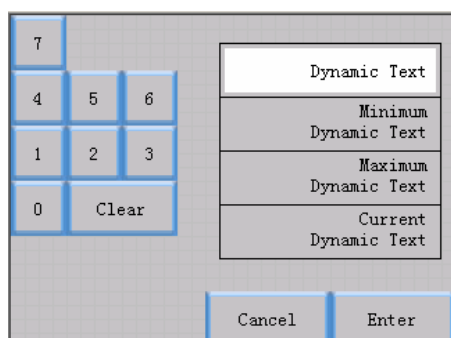 7
4 5 6
1 2 3
0 Clear
Dynamic Text
Minimum
Dynamic Text
Maximum
Dynamic Text
Current
Dynamic Text
Cancel Enter